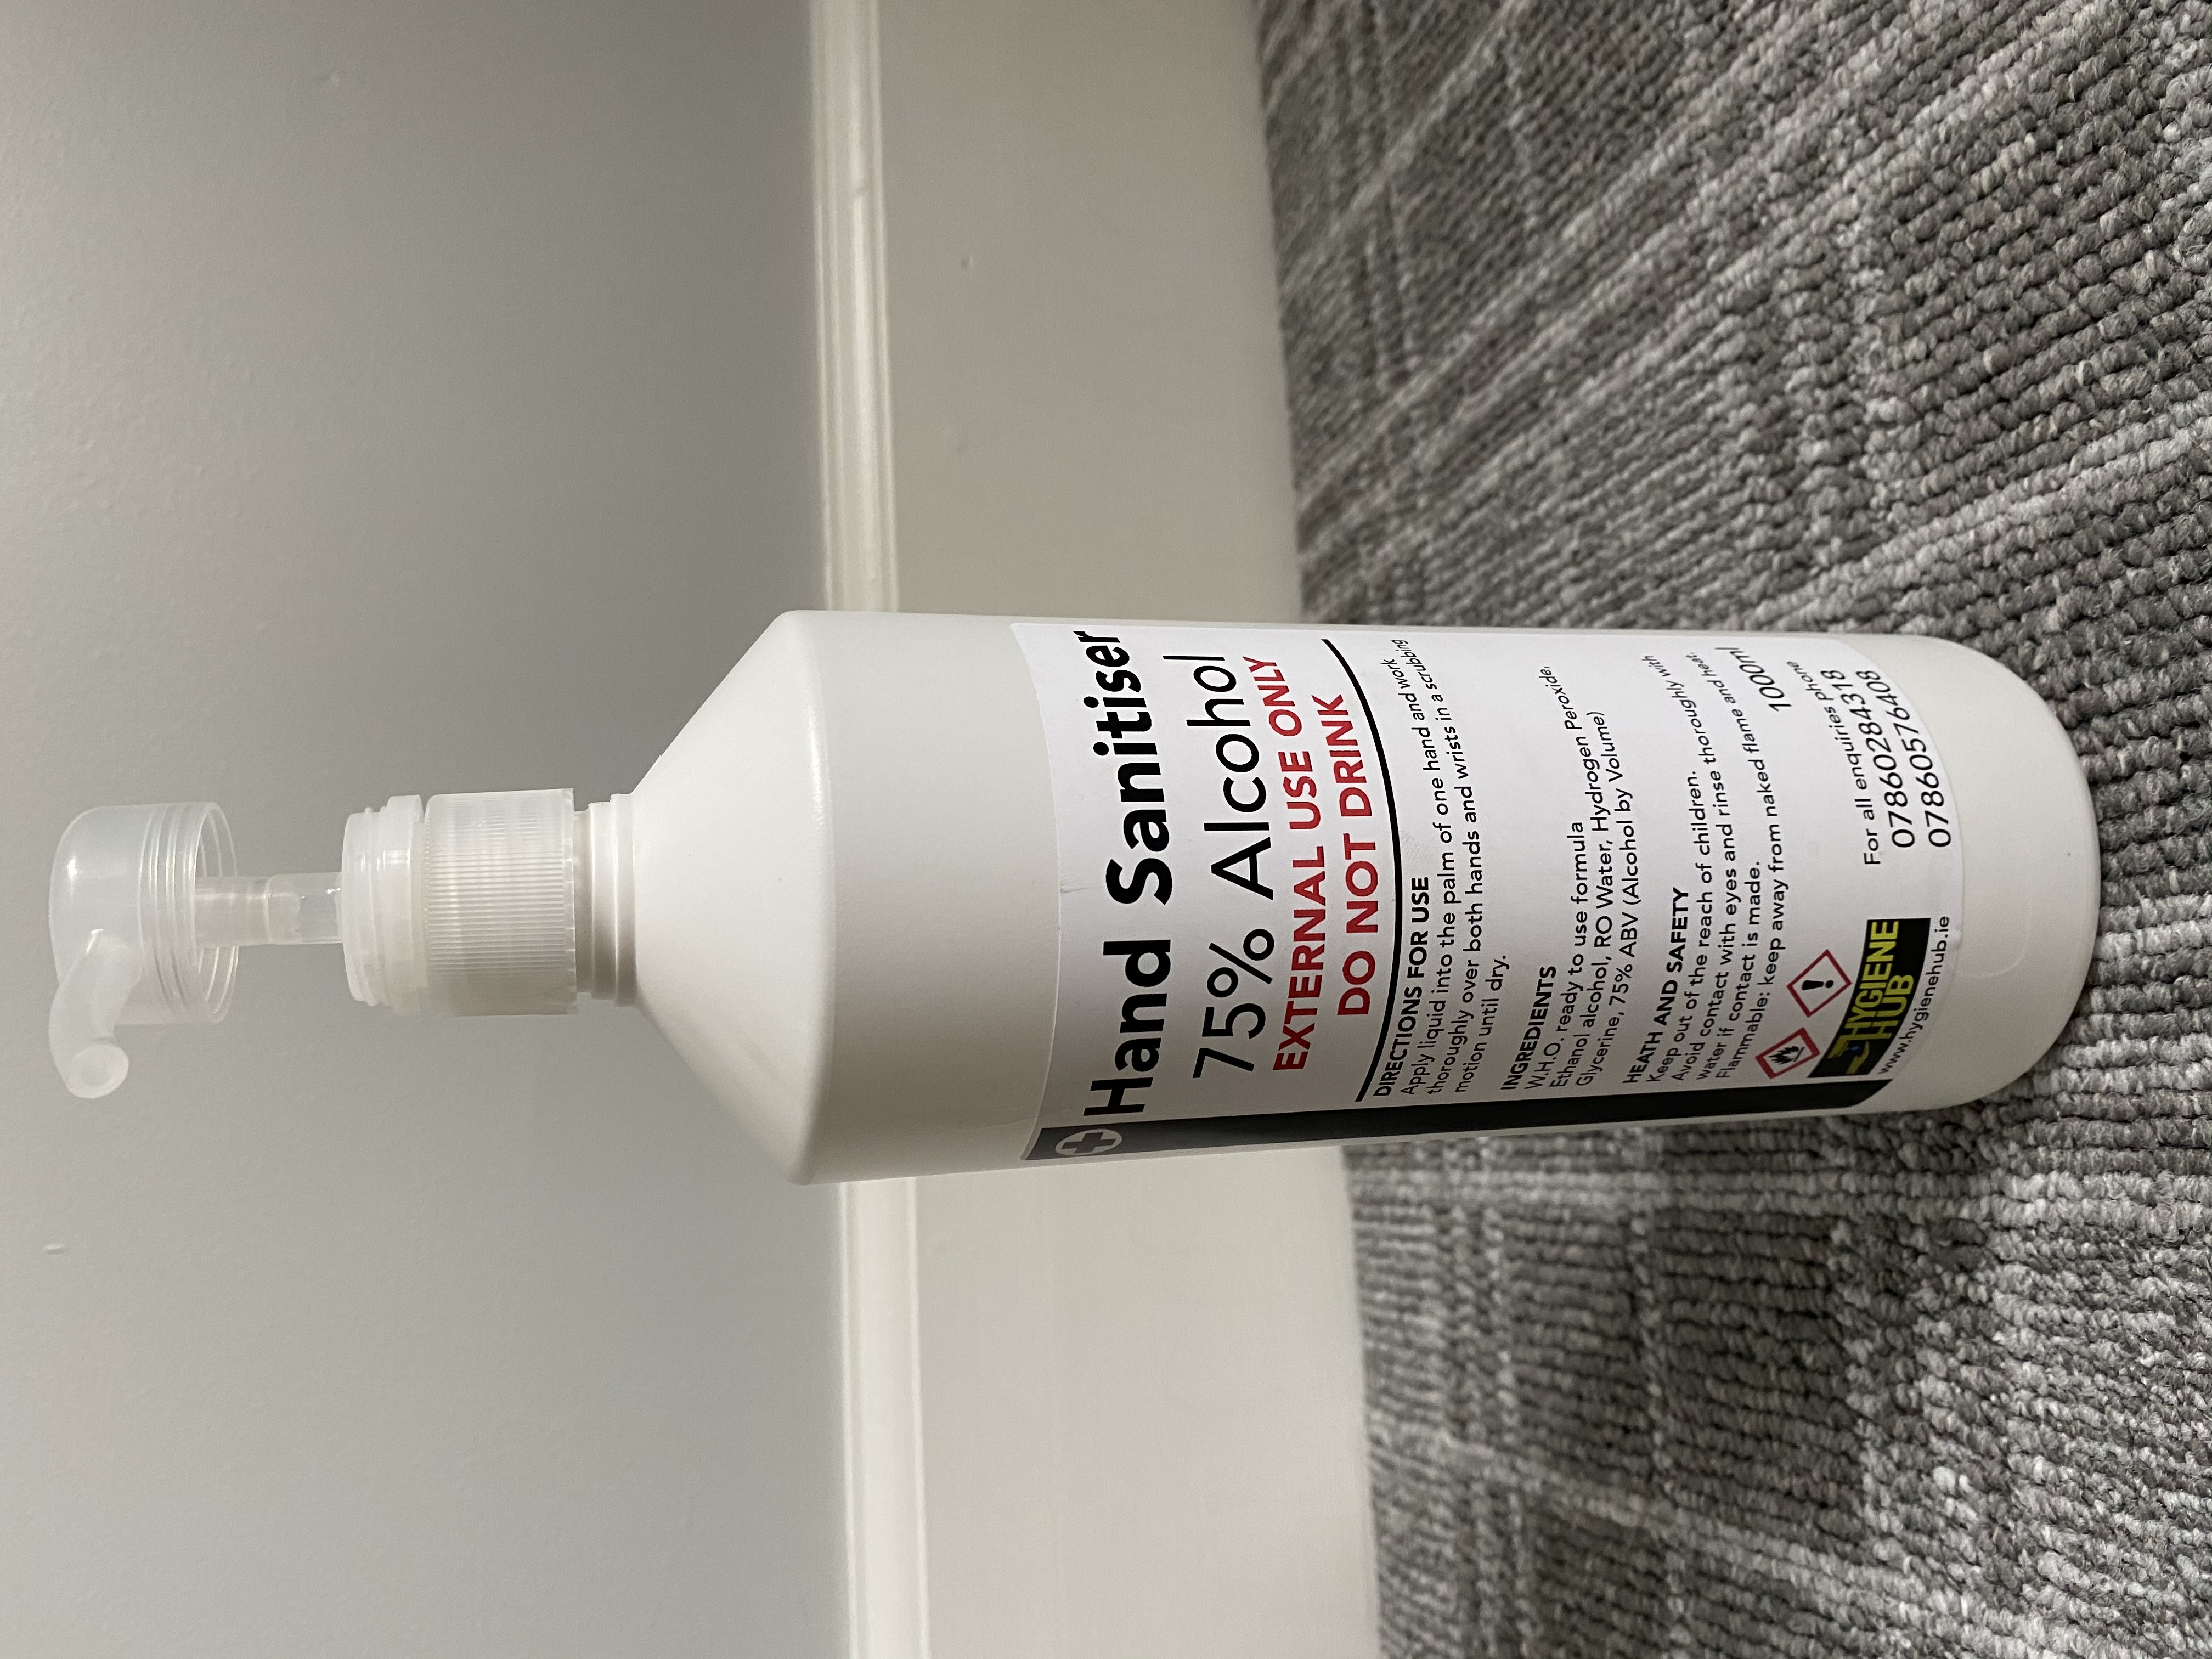 Hand Sanitiser
75% Alcohol
EXTERNAL USE ONLY
DO NOT DRINK
DIRECTIONS FOR USE
Apply liquid into the palm of one hand and work
thoroughly over both hands and wrists in a scrubbing
motion until dry.
INGREDIENTS
W.H.O. ready to use formula
Ethanol alcohol, RO Water, Hydrogen Peroxide,
Glycerine, 75% ABV (Alcohol by Volume)
HEATH AND SAFETY
Keep out of the reach of children.
Avoid contact with eyes and rinse thoroughly with
water if contact is made.
Flammable: keep away from naked flame and heat.
1000ml
HYGIENE
HUB
www.hygienehub.ie
For all enquiries phone
07860284318
07860576408